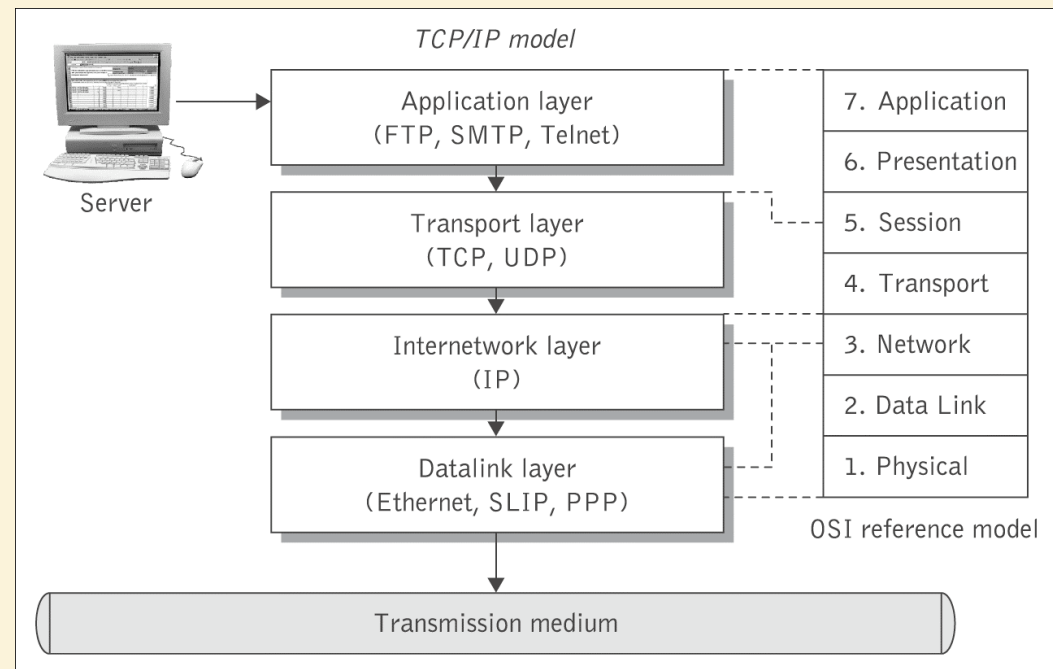 TCP/IP model
Server
Application layer
(FTP, SMTP, Telnet)
Transport layer
(TCP, UDP)
Internetwork layer
(IP)
Datalink layer
(Ethernet, SLIP, PPP)
Transmission medium
7. Application
6. Presentation
5. Session
4. Transport
3. Network
2. Data Link
1. Physical
OSI reference model